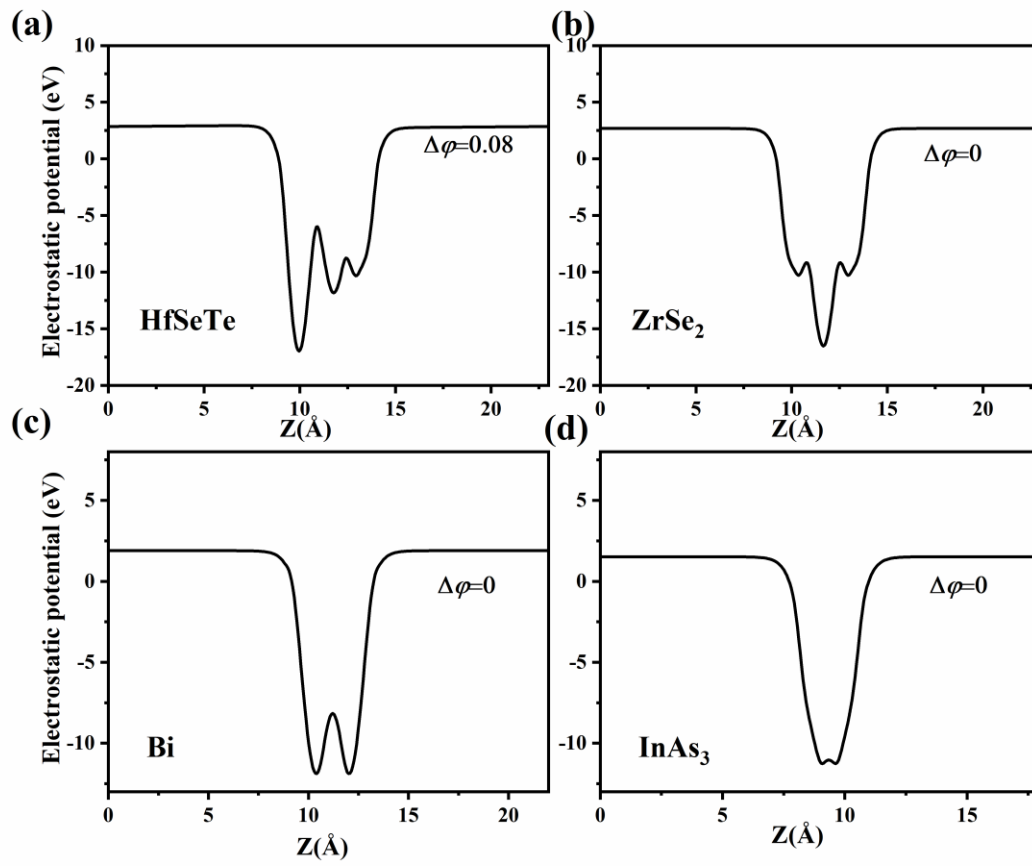 (a)
10
5
0
-5
-10
-15
-20
Electrostatic potential (eV)
Δφ=0.08
HfSeTe
0 5 10 15 20
Z(Å)
(b)
10
5
0
-5
-10
-15
-20
Δφ=0
ZrSe₂
0 5 10 15 20
Z(Å)
(c)
5
0
-5
-10
Electrostatic potential (eV)
Δφ=0
Bi
0 5 10 15 20
Z(Å)
(d)
5
0
-5
-10
Δφ=0
InAs₃
0 5 10 15
Z(Å)